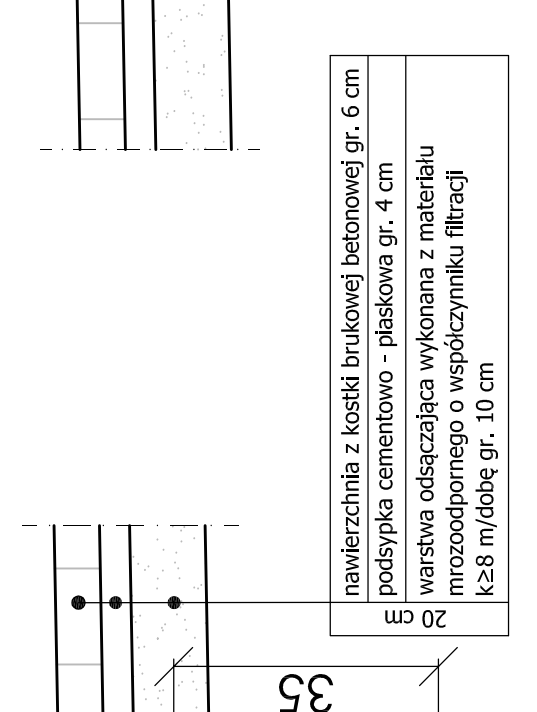 nawierzchnia z kostki brukowej betonowej gr. 6 cm
podsypka cementowo - piaskowa gr. 4 cm
warstwa odsączająca wykonana z materiału
mrozoodpornego o współczynniku filtracji
k≥8 m/dobę gr. 10 cm
20 cm
35